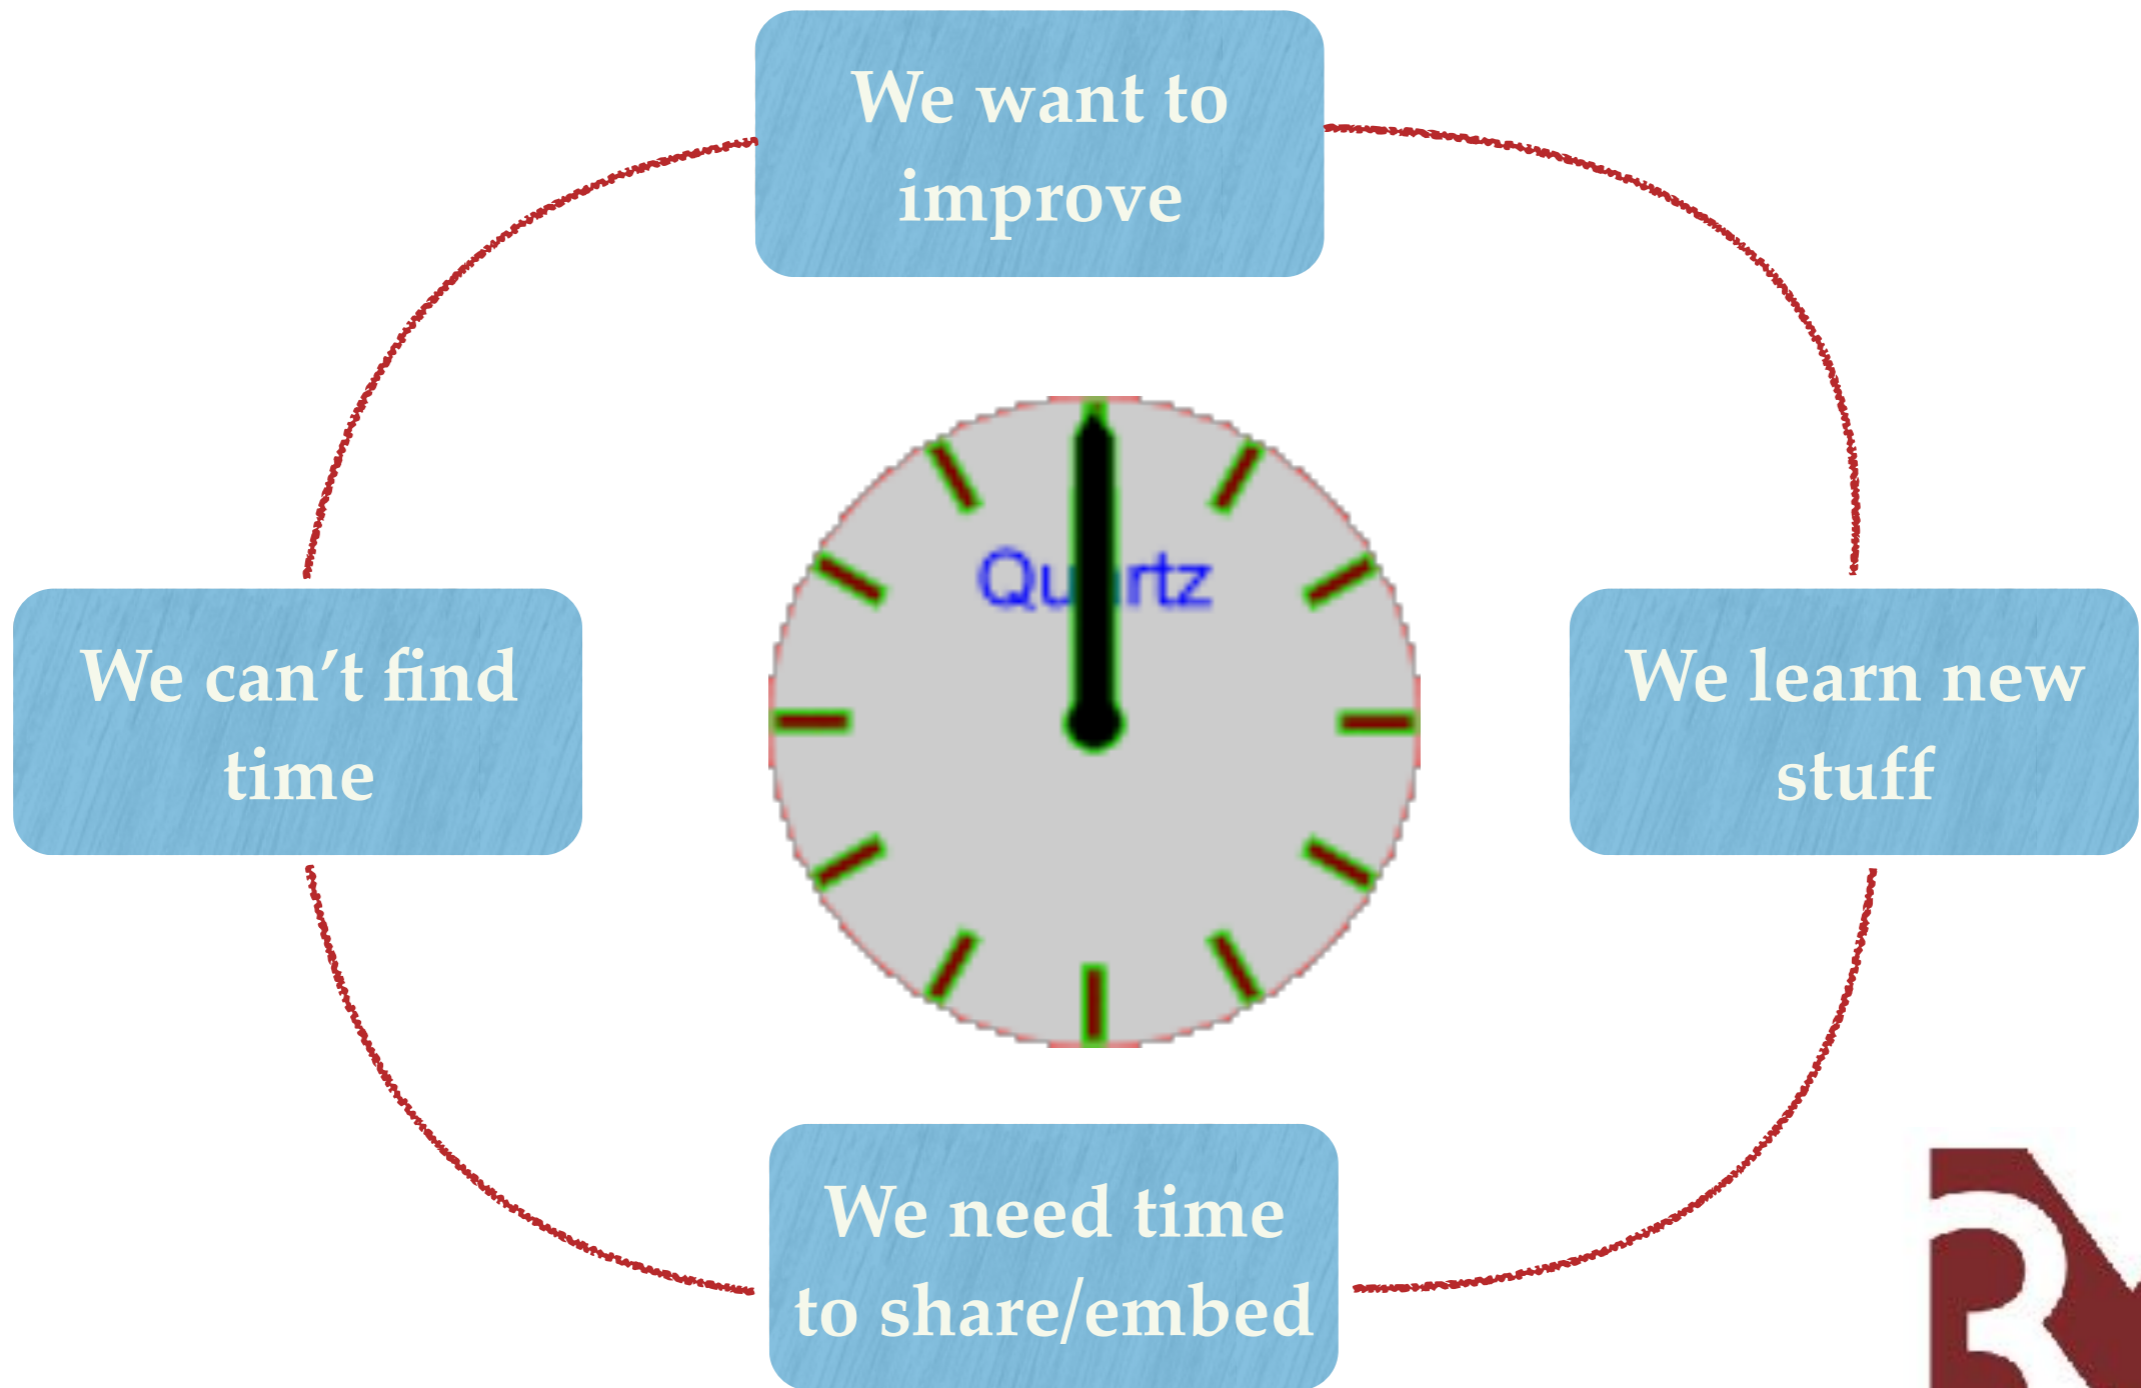 We want to
improve
We can’t find
time
Qu rtz
We learn new
stuff
We need time
to share/embed